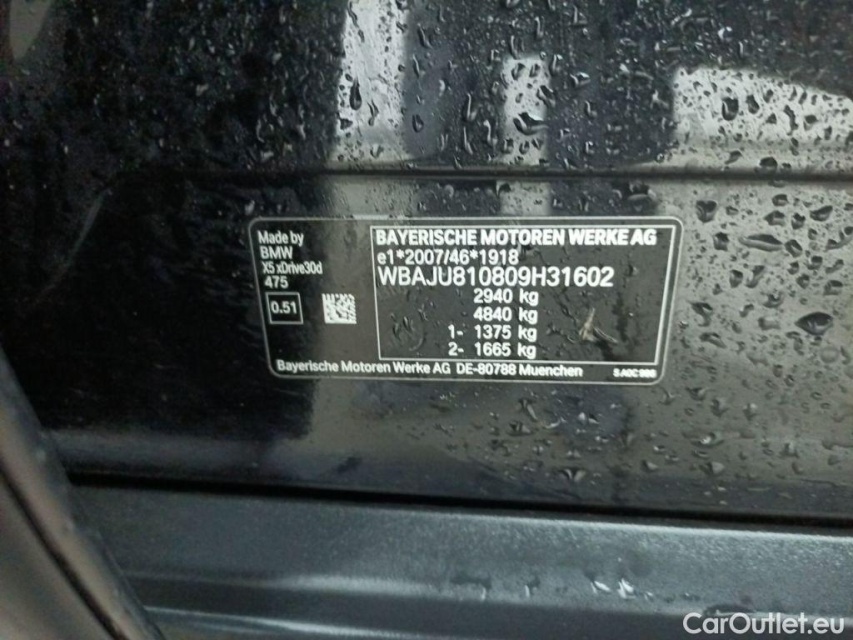 Made by
BMW
X5 xDrive30d
475
0.51
BAYERISCHE MOTOREN WERKE AG
e1*2007/46*1918
WBAJU810809H31602
2940 kg
4840 kg
1- 1375 kg
2- 1665 kg
Bayerische Motoren Werke AG DE-80788 Muenchen
CarOutlet.eu